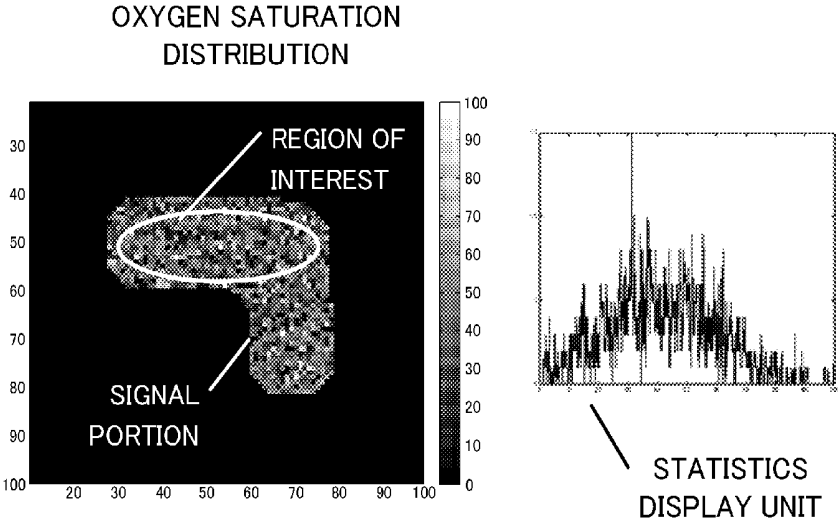 OXYGEN SATURATION
DISTRIBUTION
REGION OF
INTEREST
SIGNAL
PORTION
30
40
50
60
70
80
90
100
20 30 40 50 60 70 80 90 100
100
90
80
70
60
50
40
30
20
10
0
STATISTICS
DISPLAY UNIT